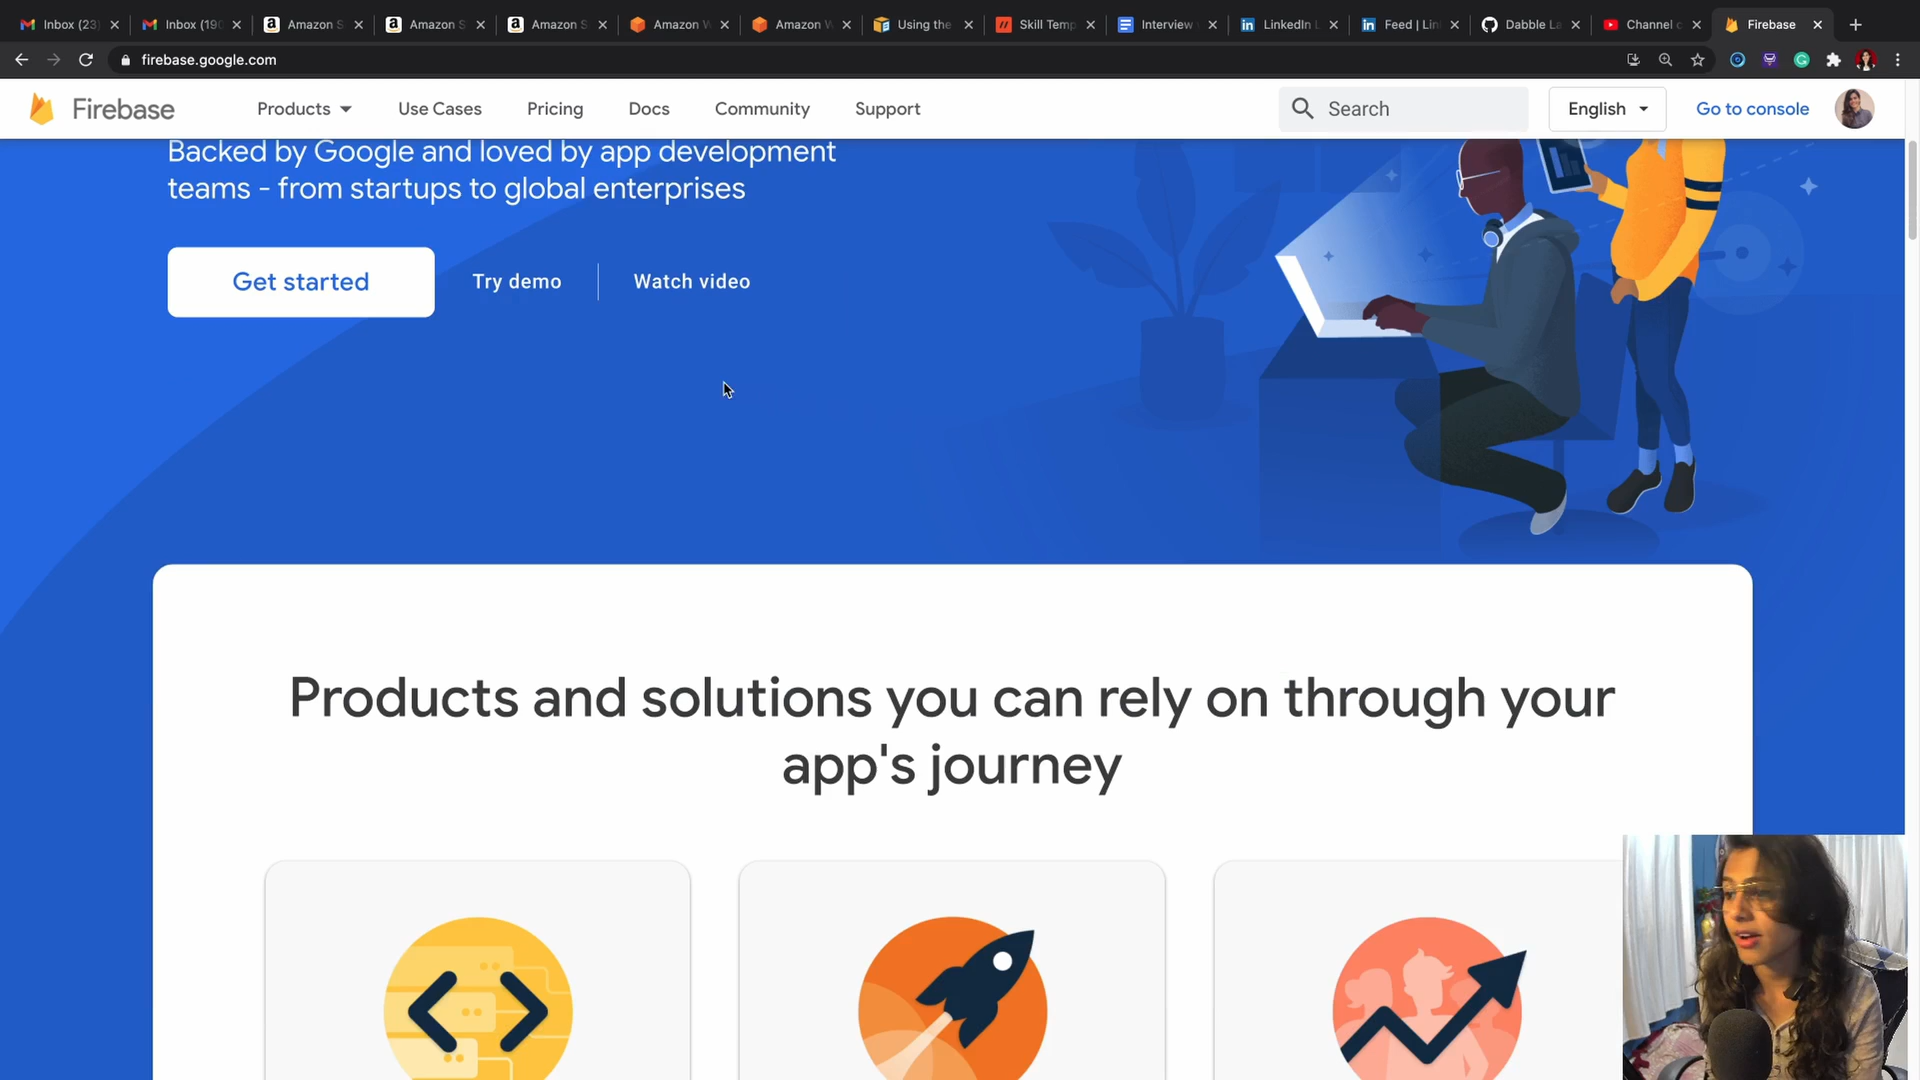 Inbox (23)
Inbox (190
Amazon S
Amazon S
Amazon S
Amazon W
Amazon W
Using the
Skill Temp
Interview
LinkedIn L
Feed | Lin
Dabble La
Channel c
Firebase
firebase.google.com
Firebase
Products
Use Cases
Pricing
Docs
Community
Support
Search
English
Go to console
Backed by Google and loved by app development
teams - from startups to global enterprises
Get started
Try demo
Watch video
Products and solutions you can rely on through your
app's journey